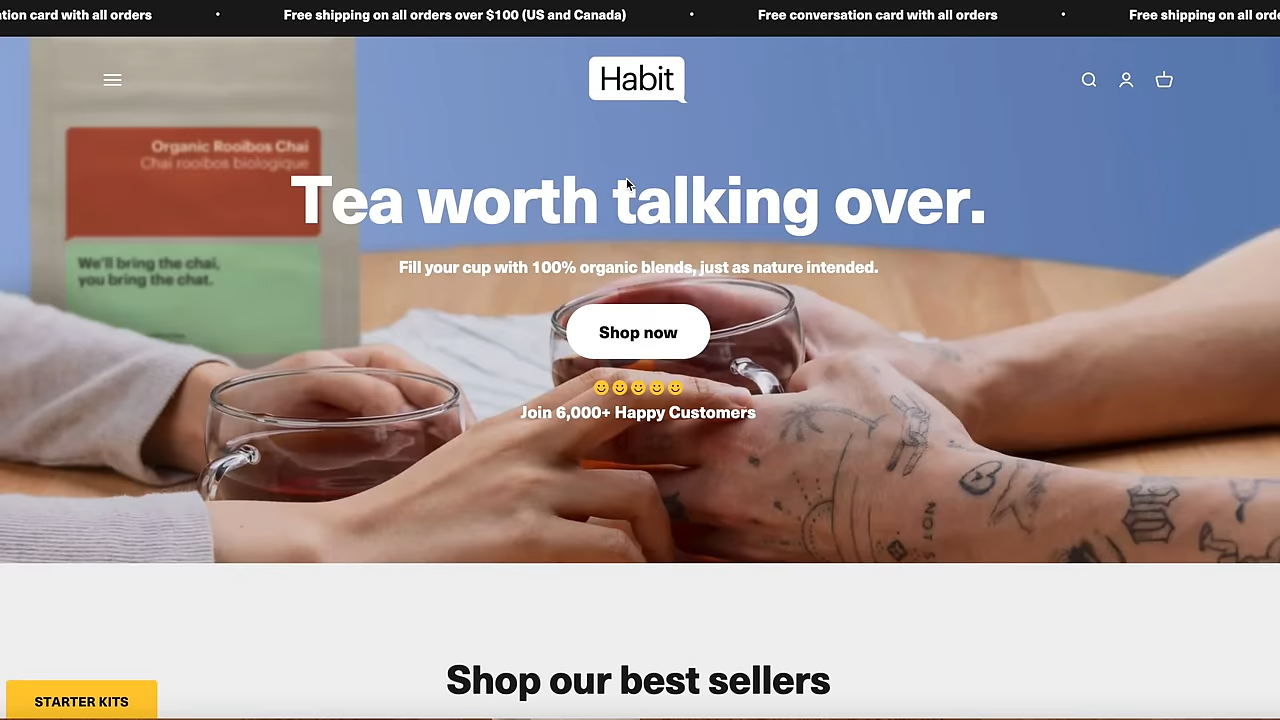 tion card with all orders • Free shipping on all orders over $100 (US and Canada) • Free conversation card with all orders • Free shipping on all ord
Habit
Organic Rooibos Chai
Chai rooibos biologique
Tea worth talking over.
We'll bring the chai,
you bring the chat.
Fill your cup with 100% organic blends, just as nature intended.
Shop now
Join 6,000+ Happy Customers
NOT S
Shop our best sellers
STARTER KITS